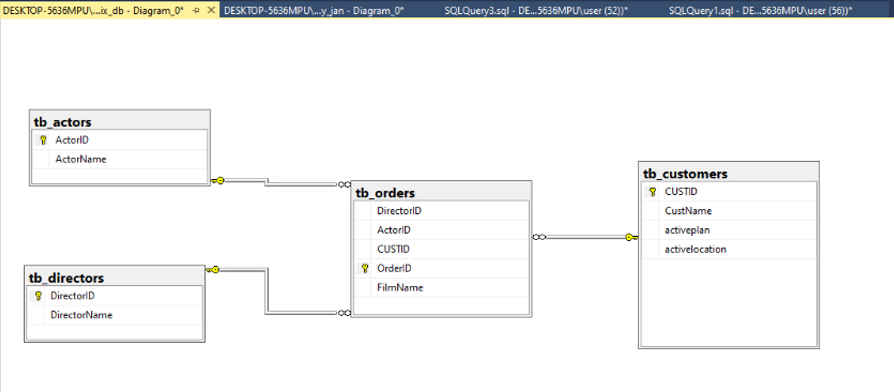 DESKTOP-5636MPU\...ix_db - Diagram_0*
DESKTOP-5636MPU\...y_jan - Diagram_0*
SQLQuery3.sql - DE...5636MPU\user (52))*
SQLQuery1.sql - DE...5636MPU\user (56))*
tb_actors
ActorID
ActorName
tb_directors
DirectorID
DirectorName
tb_orders
DirectorID
ActorID
CUSTID
OrderID
FilmName
tb_customers
CUSTID
CustName
activeplan
activelocation